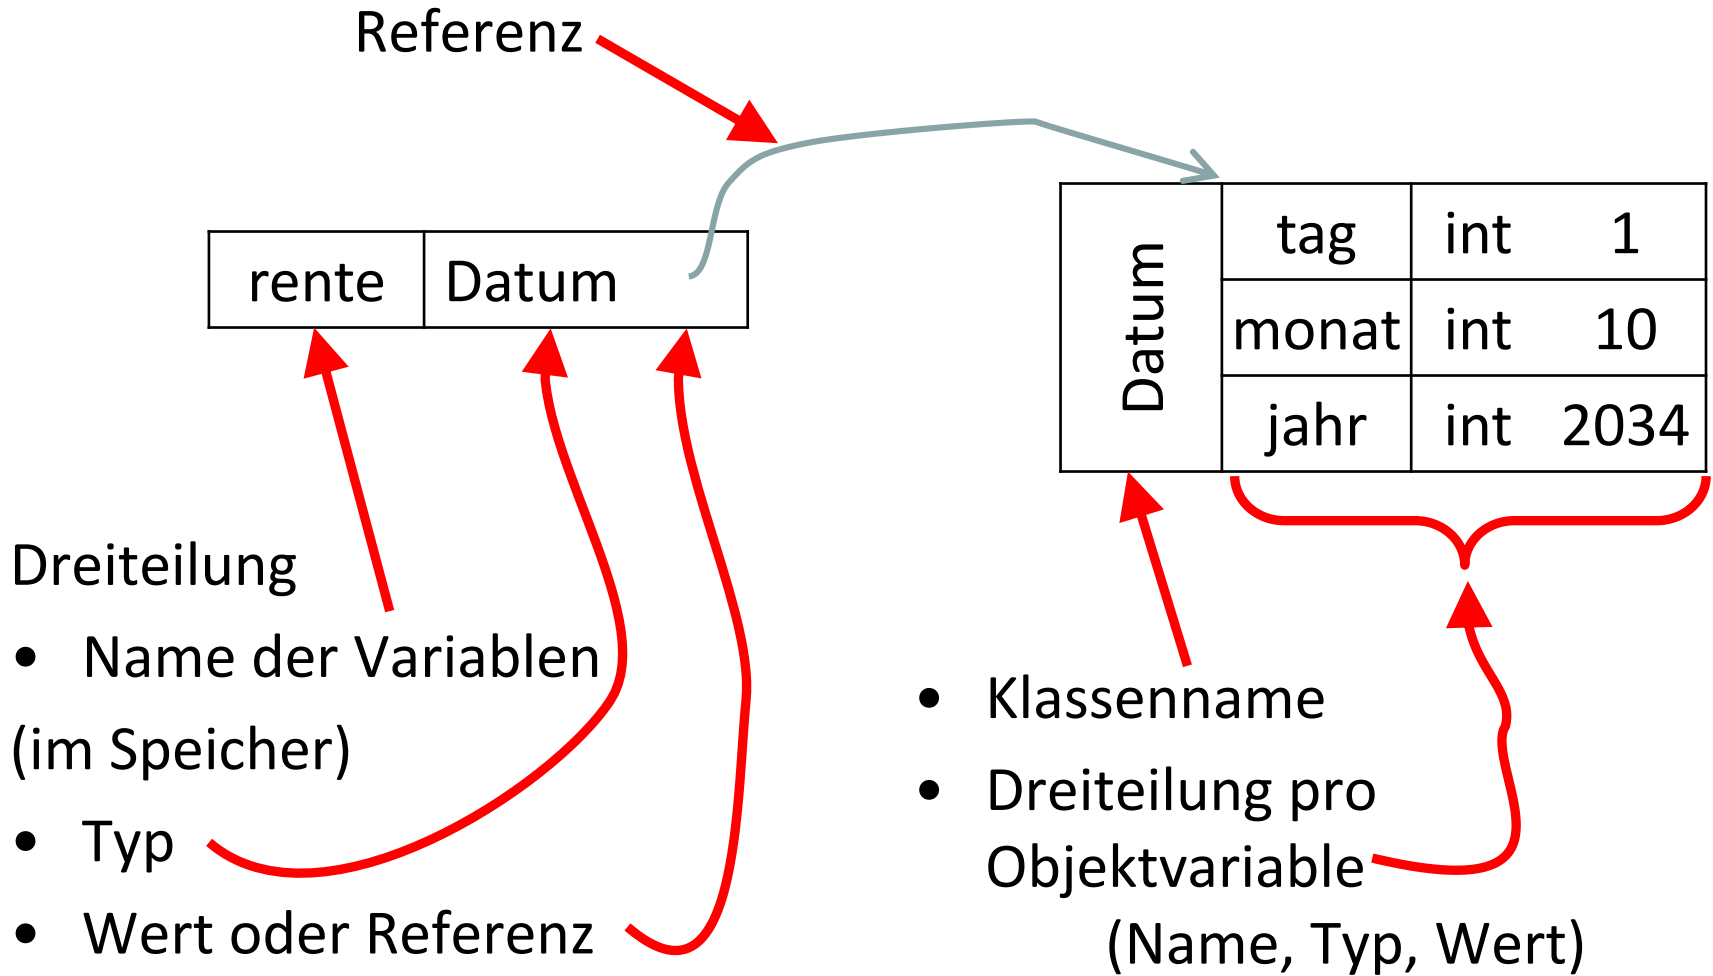 Referenz
rente Datum
Datum
tag int 1
monat int 10
jahr int 2034
Dreiteilung
• Name der Variablen
(im Speicher)
• Typ
• Wert oder Referenz
• Klassenname
• Dreiteilung pro
Objektvariable
(Name, Typ, Wert)